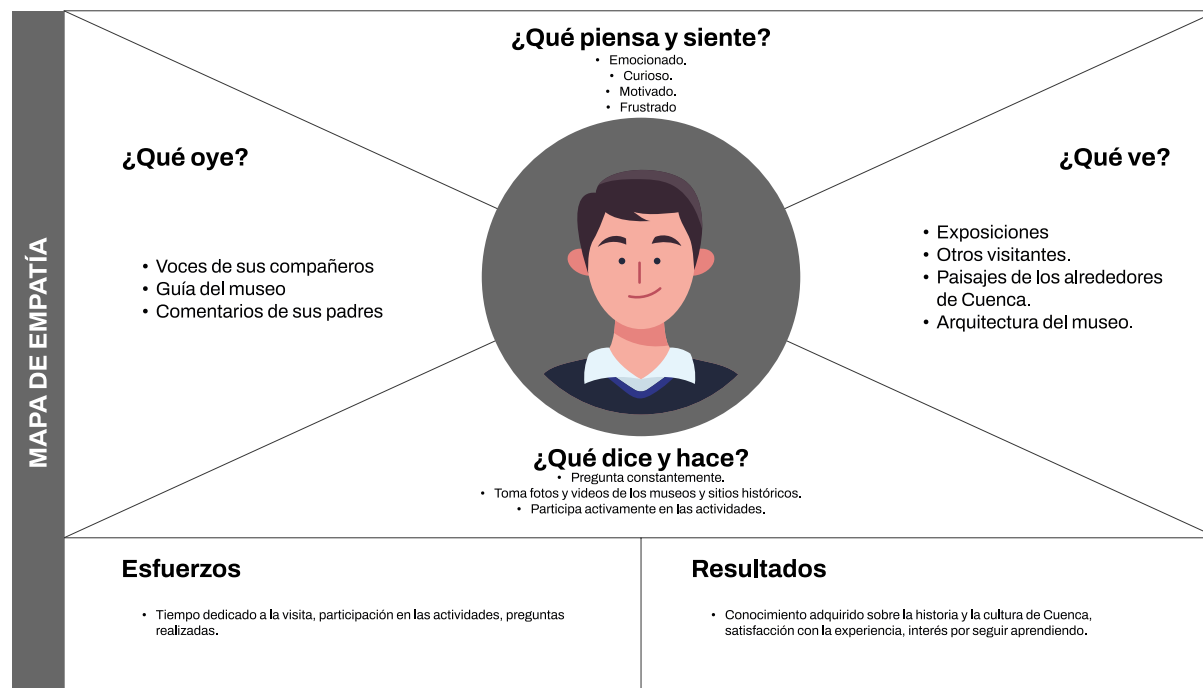 MAPA DE EMPATÍA
¿Qué piensa y siente?
• Emocionado.
• Curioso.
• Motivado.
• Frustrado
¿Qué oye?
• Voces de sus compañeros
• Guía del museo
• Comentarios de sus padres
¿Qué ve?
• Exposiciones
• Otros visitantes.
• Paisajes de los alrededores
de Cuenca.
• Arquitectura del museo.
¿Qué dice y hace?
• Pregunta constantemente.
• Toma fotos y videos de los museos y sitios históricos.
• Participa activamente en las actividades.
Esfuerzos
• Tiempo dedicado a la visita, participación en las actividades, preguntas
realizadas.
Resultados
• Conocimiento adquirido sobre la historia y la cultura de Cuenca,
satisfacción con la experiencia, interés por seguir aprendiendo.